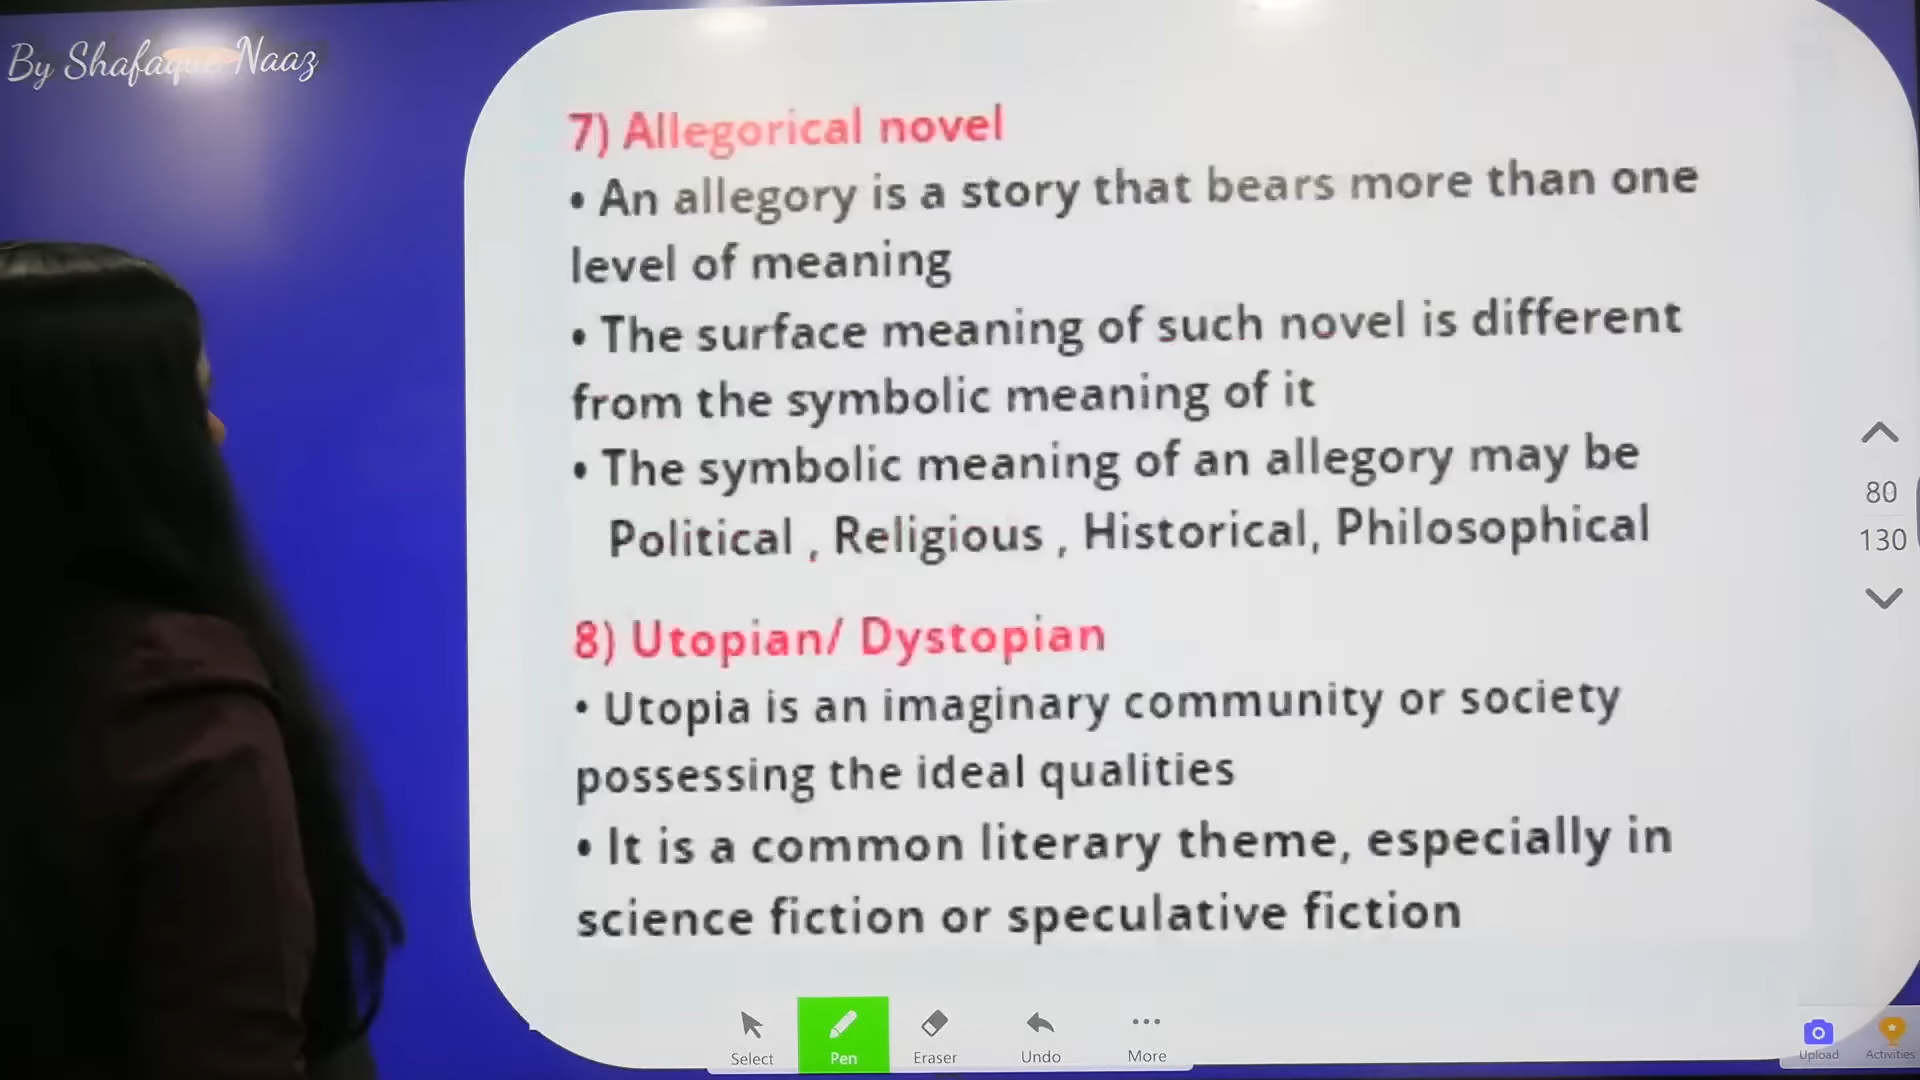 By Shafaque Naaz
7) Allegorical novel
• An allegory is a story that bears more than one
level of meaning
• The surface meaning of such novel is different
from the symbolic meaning of it
• The symbolic meaning of an allegory may be
Political , Religious , Historical, Philosophical
8) Utopian/ Dystopian
• Utopia is an imaginary community or society
possessing the ideal qualities
• It is a common literary theme, especially in
science fiction or speculative fiction
80
130
Select
Pen
Eraser
Undo
More
Upload
Activities